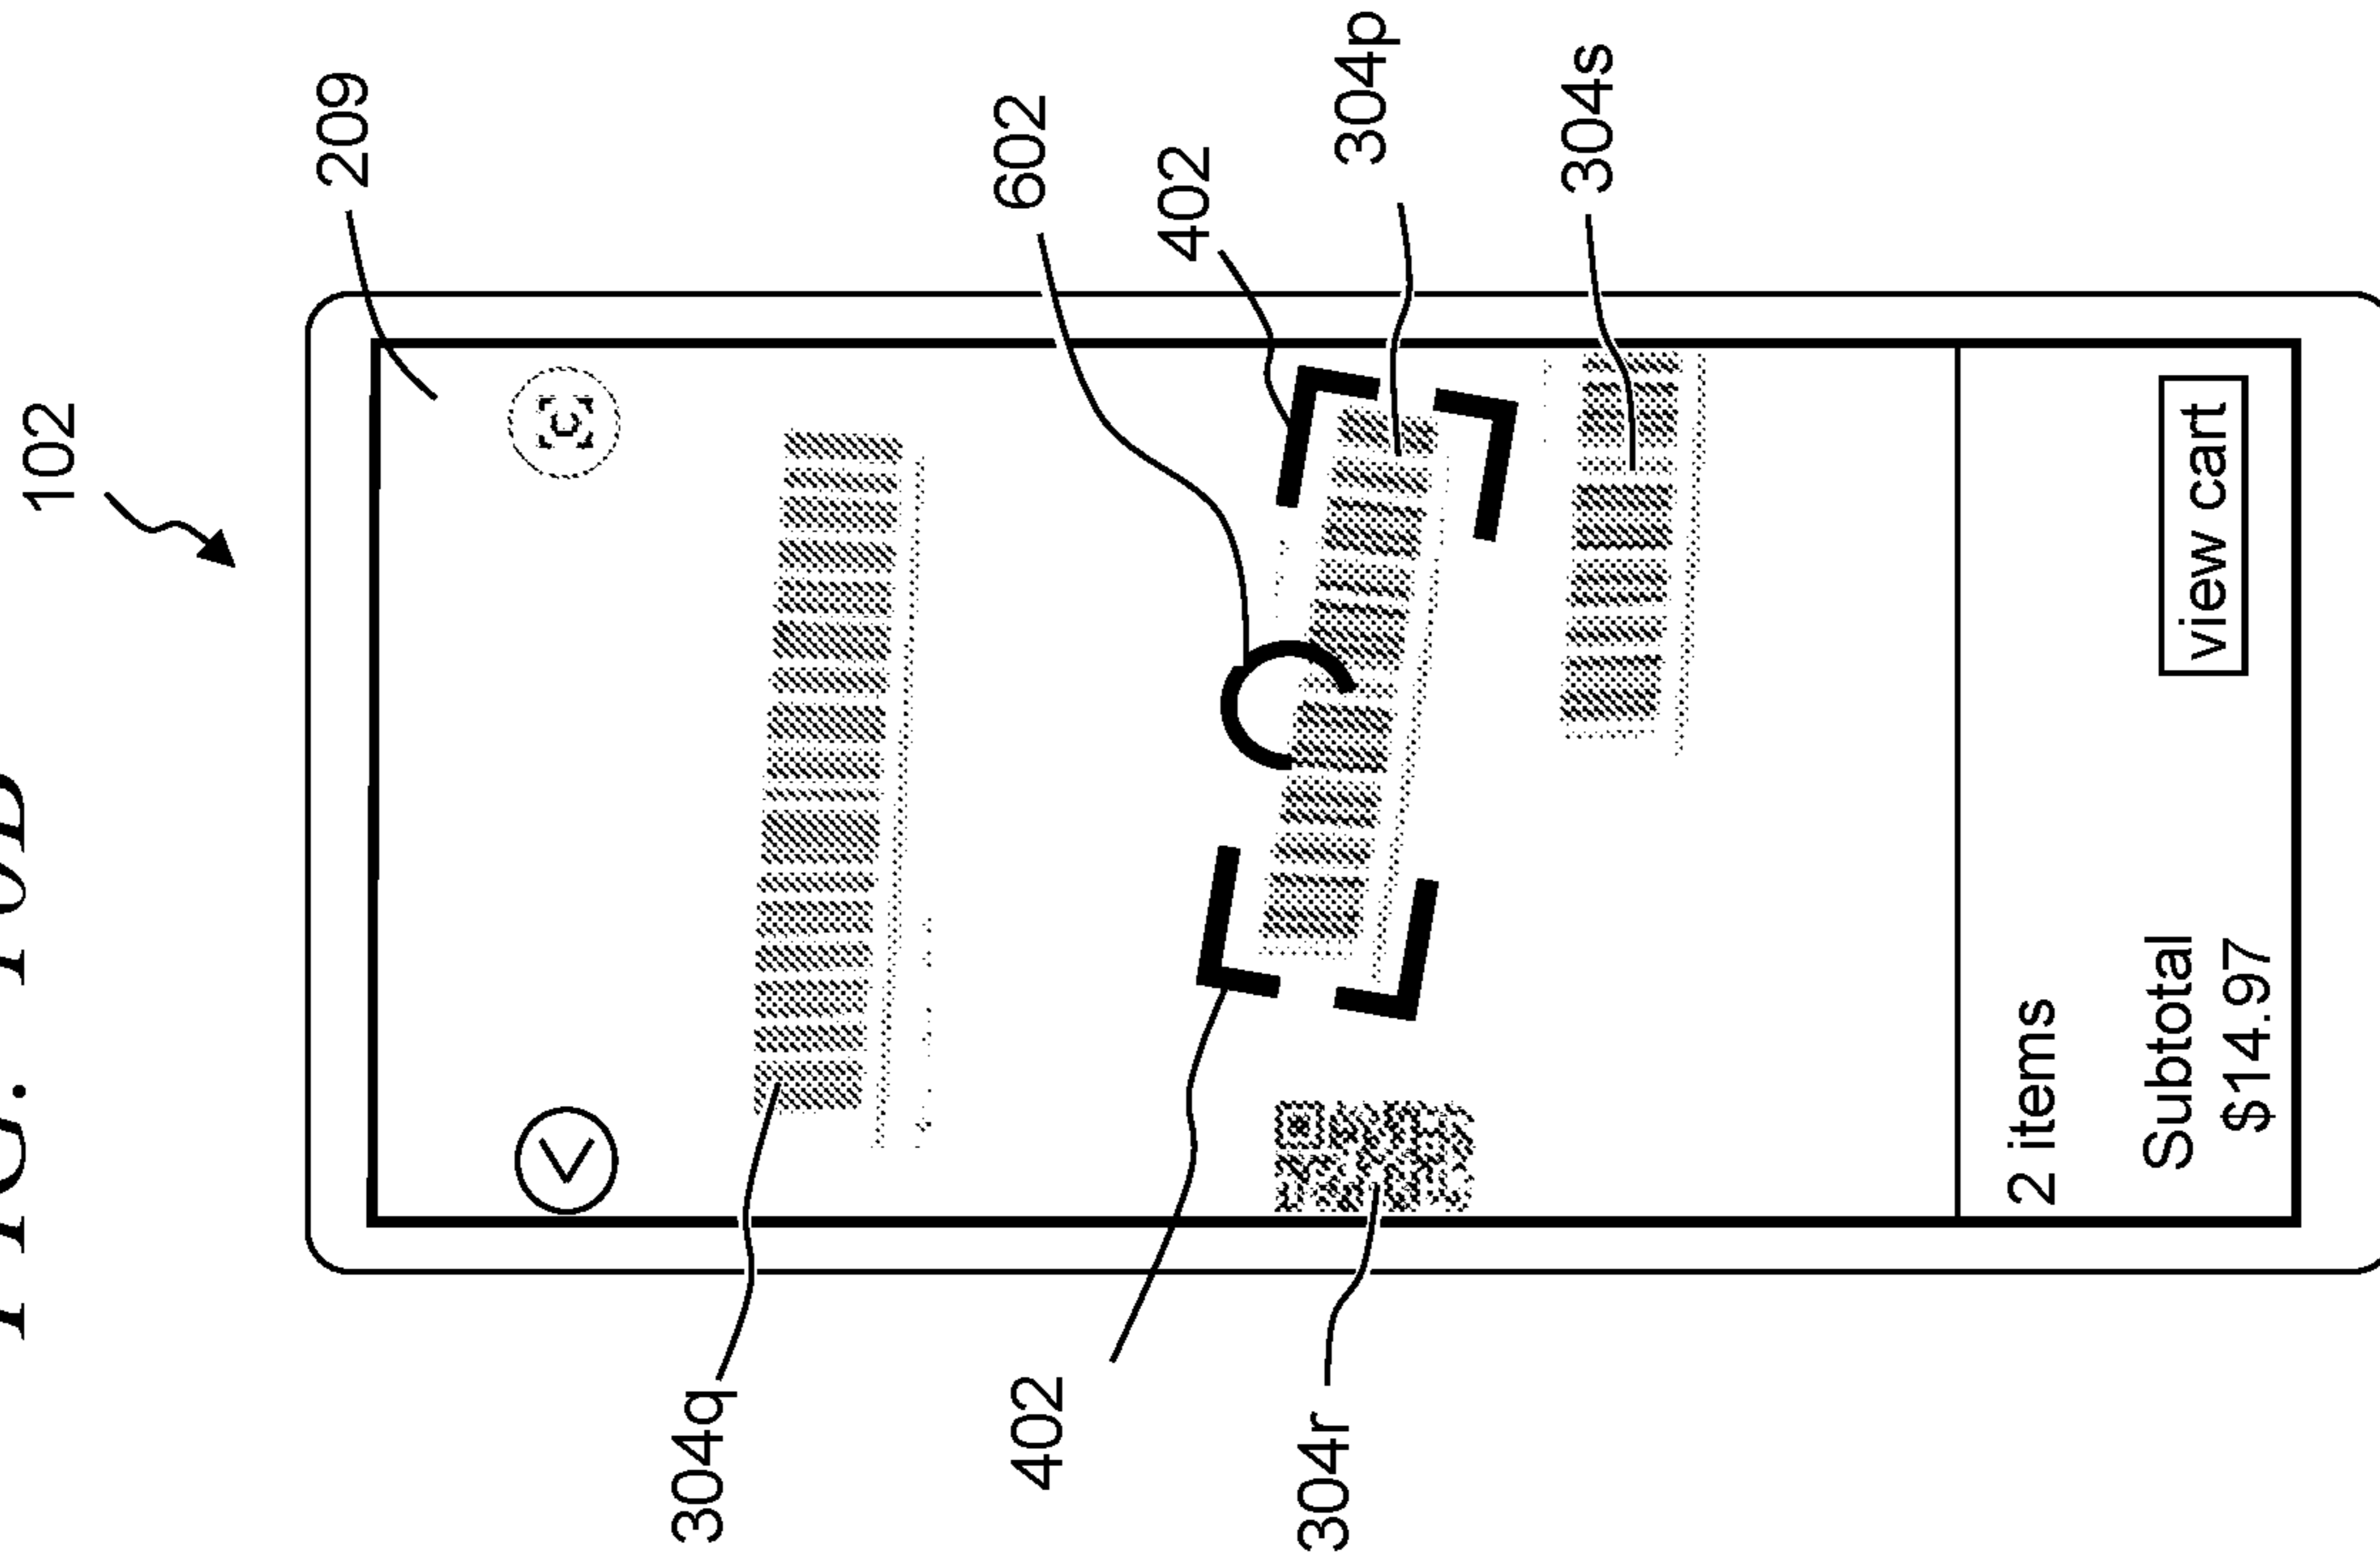 FIG. 10B
102
209
602
402
304p
304s
304q
402
304r
2 items
Subtotal
$14.97
view cart